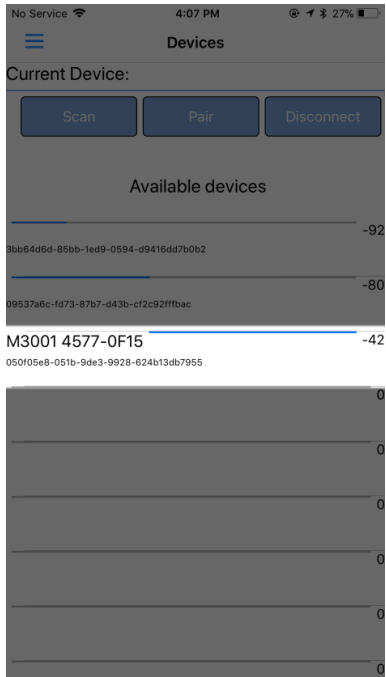 No Service 4:07 PM 27%
Devices
Current Device:
Scan Pair Disconnect
Available devices
-92
3bb64d6d-85bb-1ed9-0594-d9416dd7b0b2
-80
09537a6c-fd73-87b7-d43b-cf2c92fffbac
M3001 4577-0F15 -42
050f05e8-051b-9de3-9928-624b13db7955
0
0
0
0
0
0